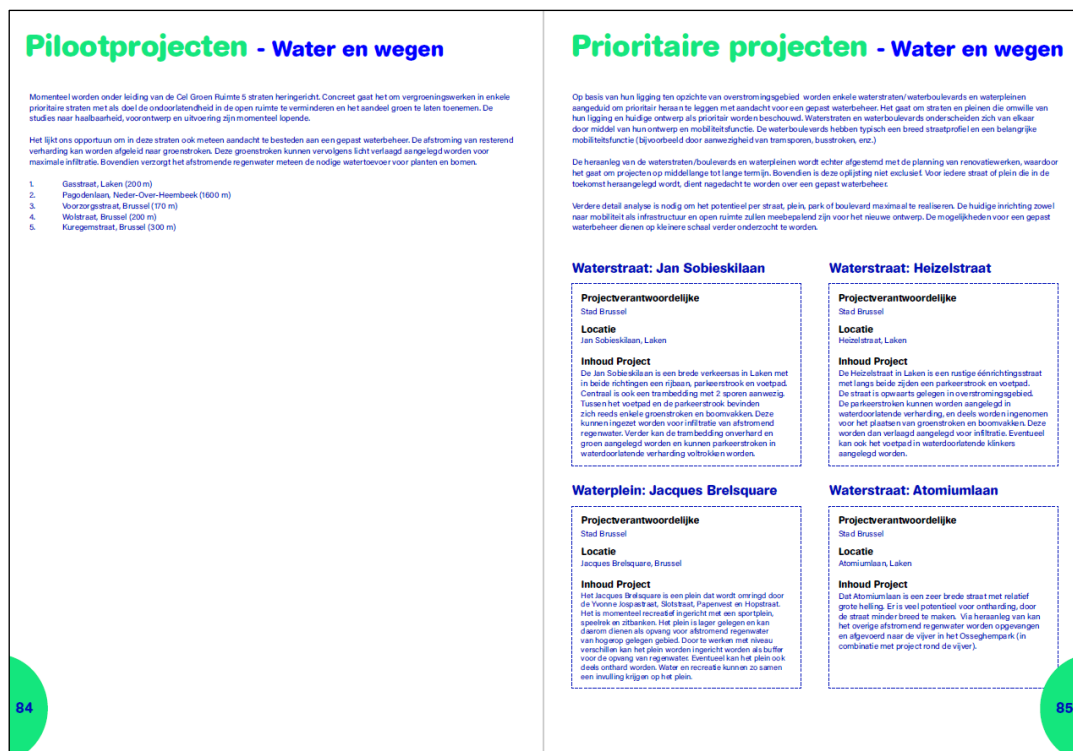 Pilootprojecten - Water en wegen
Momenteel worden onder leiding van de Cel Groen Ruimte 5 straten heringericht. Concreet gaat het om vergroeningswerken in enkele
prioritaire straten met als doel de ondoorlatendheid in de open ruimte te verminderen en het aandeel groen te laten toenemen. De
studies naar haalbaarheid, voorontwerp en uitvoering zijn momenteel lopende.
Het lijkt ons opportuun om in deze straten ook meteen aandacht te besteden aan een gepast waterbeheer. De afstroming van resterend
verharding kan worden afgeleid naar groenstroken. Deze groenstroken kunnen vervolgens licht verlaagd aangelegd worden voor
maximale infiltratie. Bovendien verzorgt het afstromende regenwater meteen de nodige watertoevoer voor planten en bomen.
1. Gasstraat, Laken (200 m)
2. Pagodenlaan, Neder-Over-Heembeek (1600 m)
3. Voorzorgsstraat, Brussel (170 m)
4. Wolstraat, Brussel (200 m)
5. Kuregemstraat, Brussel (300 m)
84
Prioritaire projecten - Water en wegen
Op basis van hun ligging ten opzichte van overstromingsgebied worden enkele waterstraten/waterboulevards en waterpleinen
aangeduid om prioritair heraan te leggen met aandacht voor een gepast waterbeheer. Het gaat om straten en pleinen die omwille van
hun ligging en huidige ontwerp als prioritair worden beschouwd. Waterstraten en waterboulevards onderscheiden zich van elkaar
door middel van hun ontwerp en mobiliteitsfunctie. De waterboulevards hebben typisch een breed straatprofiel en een belangrijke
mobiliteitsfunctie (bijvoorbeeld door aanwezigheid van transporen, busstroken, enz.)
De heraanleg van de waterstraten/boulevards en waterpleinen wordt echter afgestemd met de planning van renovatiewerken, waardoor
het gaat om projecten op middellange tot lange termijn. Bovendien is deze oplijsting niet exclusief. Voor iedere straat of plein die in de
toekomst heraangelegd wordt, dient nagedacht te worden over een gepast waterbeheer.
Verdere detail analyse is nodig om het potentieel per straat, plein, park of boulevard maximaal te realiseren. De huidige inrichting zowel
naar mobiliteit als infrastructuur en open ruimte zullen meebepalend zijn voor het nieuwe ontwerp. De mogelijkheden voor een gepast
waterbeheer dienen op kleinere schaal verder onderzocht te worden.
Waterstraat: Jan Sobieskilaan
Projectverantwoordelijke
Stad Brussel
Locatie
Jan Sobieskilaan, Laken
Inhoud Project
De Jan Sobieskilaan is een brede verkeersas in Laken met
in beide richtingen een rijbaan, parkeerstrook en voetpad.
Centraal is ook een trambedding met 2 sporen aanwezig.
Tussen het voetpad en de parkeerstrook bevinden
zich reeds enkele groenstroken en boomvakken. Deze
kunnen ingezet worden voor infiltratie van afstromend
regenwater. Verder kan de trambedding onverhard en
groen aangelegd worden en kunnen parkeerstroken in
waterdoorlatende verharding voltrokken worden.
Waterstraat: Heizelstraat
Projectverantwoordelijke
Stad Brussel
Locatie
Heizelstraat, Laken
Inhoud Project
De Heizelstraat in Laken is een rustige éénrichtingsstraat
met langs beide zijden een parkeerstrook en voetpad.
De straat is opwaarts gelegen in overstromingsgebied.
De parkeerstroken kunnen worden aangelegd in
waterdoorlatende verharding, en deels worden ingenomen
voor het plaatsen van groenstroken en boomvakken. Deze
worden dan verlaagd aangelegd voor infiltratie. Eventueel
kan ook het voetpad in waterdoorlatende klinkers
aangelegd worden.
Waterplein: Jacques Brelsquare
Projectverantwoordelijke
Stad Brussel
Locatie
Jacques Brelsquare, Brussel
Inhoud Project
Het Jacques Brelsquare is een plein dat wordt omringd door
de Yvonne Jospastraat, Slotstraat, Papenvest en Hopstraat.
Het is momenteel recreatief ingericht met een sportplein,
speelrek en zitbanken. Het plein is lager gelegen en kan
daarom dienen als opvang voor afstromend regenwater
van hogerop gelegen gebied. Door te werken met niveau
verschillen kan het plein worden ingericht worden als buffer
voor de opvang van regenwater. Eventueel kan het plein ook
deels onthard worden. Water en recreatie kunnen zo samen
een invulling krijgen op het plein.
Waterstraat: Atomiumlaan
Projectverantwoordelijke
Stad Brussel
Locatie
Atomiumlaan, Laken
Inhoud Project
Dat Atomiumlaan is een zeer brede straat met relatief
grote helling. Er is veel potentieel voor ontharding, door
de straat minder breed te maken. Via heraanleg van kan
het overige afstromend regenwater worden opgevangen
en afgevoerd naar de vijver in het Osseghempark (in
combinatie met project rond de vijver).
85